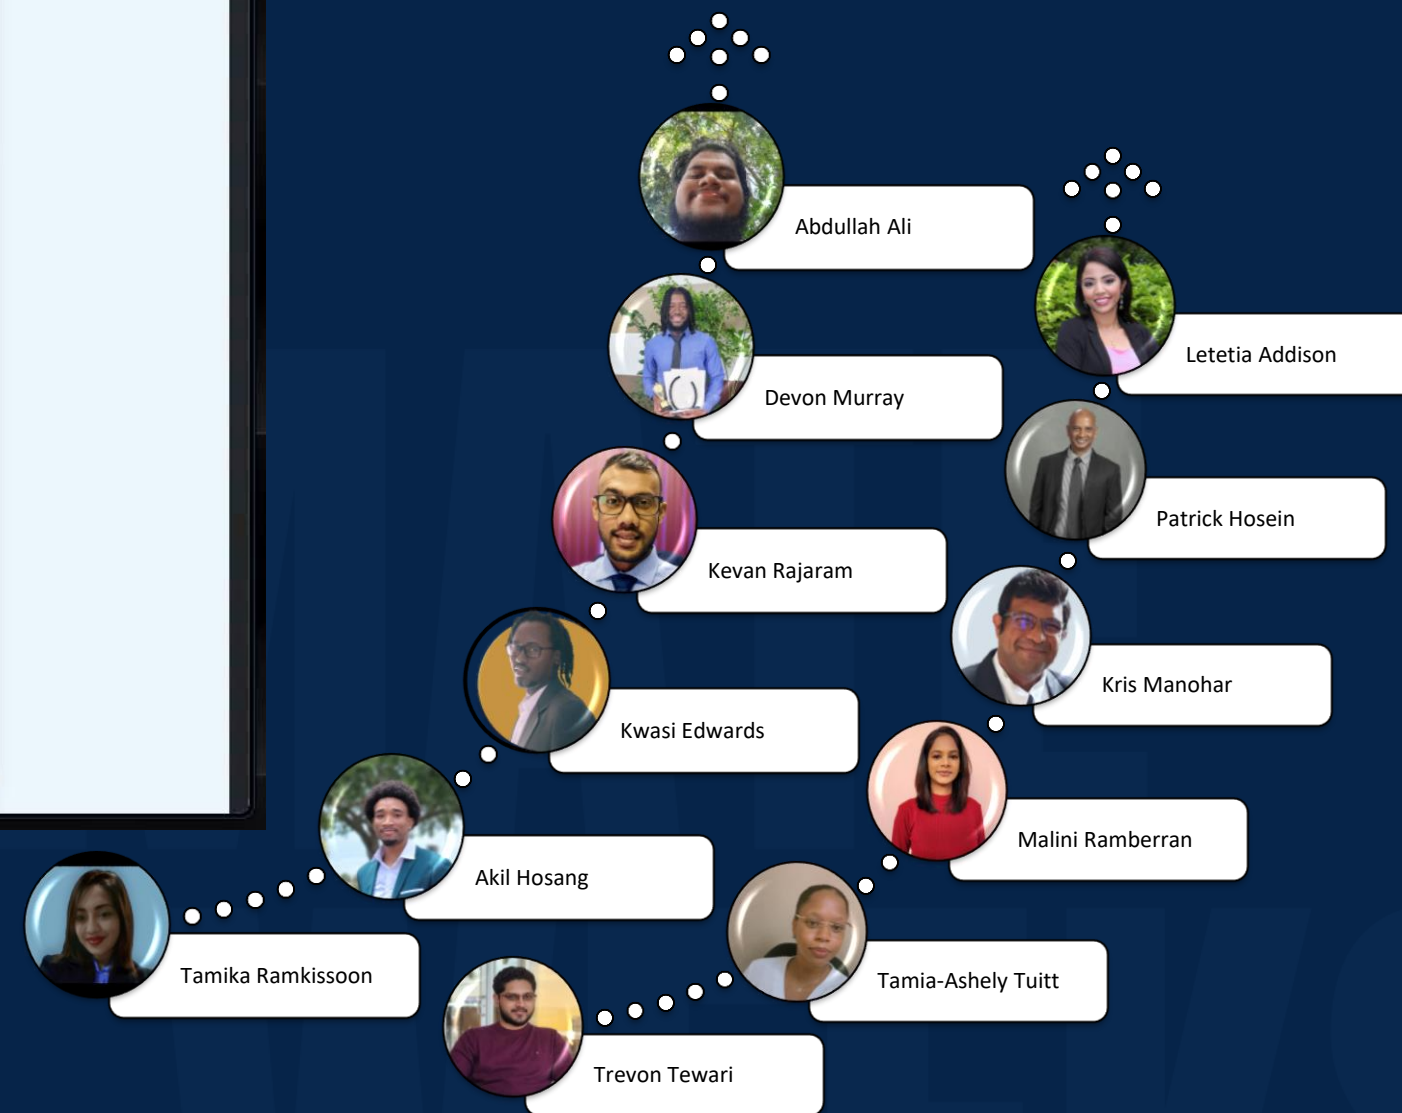 Abdullah Ali
Devon Murray
Kevan Rajaram
Kwasi Edwards
Akil Hosang
Tamika Ramkissoon
Letetia Addison
Patrick Hosein
Kris Manohar
Malini Ramberran
Tamia-Ashely Tuitt
Trevon Tewari